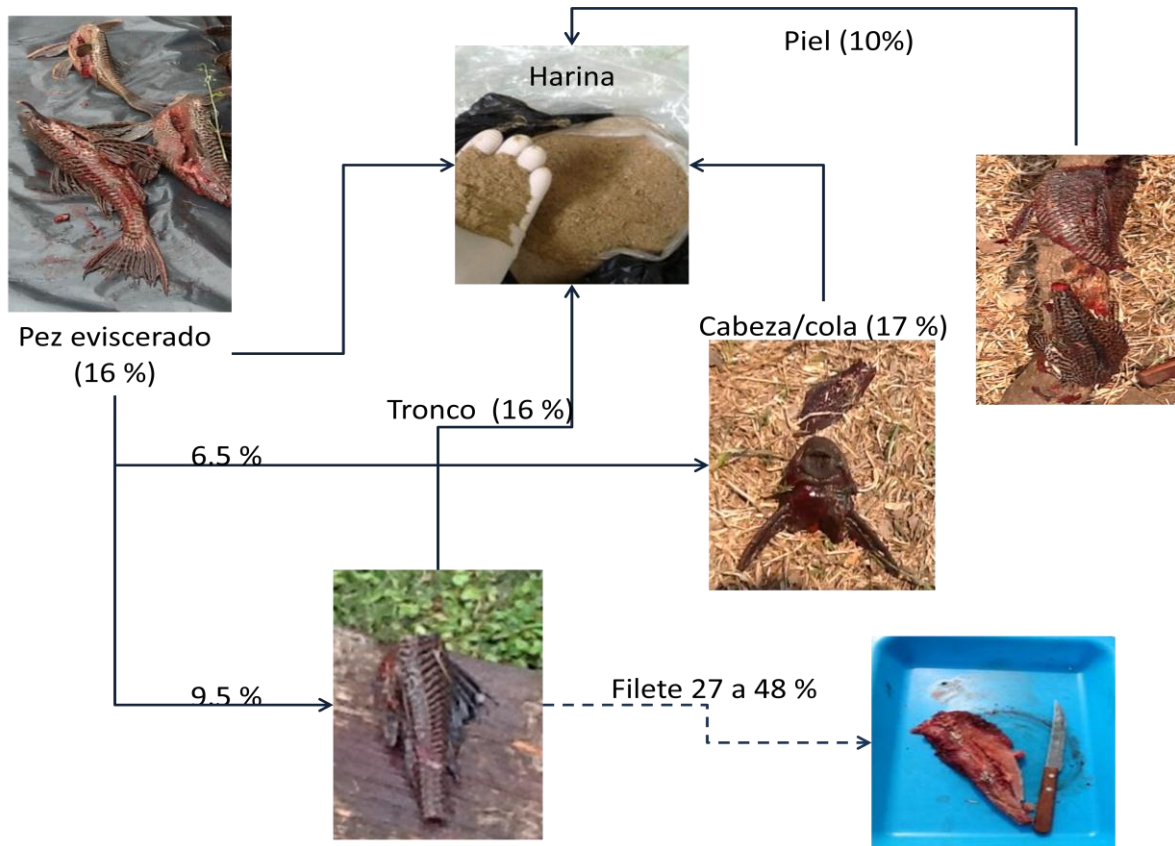 Piel (10%)
Harina
Pez eviscerado
(16 %)
Cabeza/cola (17 %)
Tronco  (16 %)
6.5 %
9.5 %
Filete 27 a 48 %